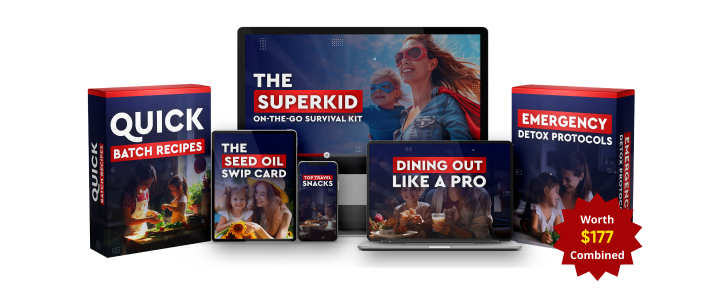 QUICK
BATCH RECIPES
QUICK
BATCH RECIPES
THE
SEED OIL
SWIP CARD
THE
SUPERKID
ON-THE-GO SURVIVAL KIT
TOP TRAVEL
SNACKS
DINING OUT
LIKE A PRO
EMERGENCY
DETOX PROTOCOLS
EMERGENCY
DETOX PROTOCOLS
Worth
$177
Combined